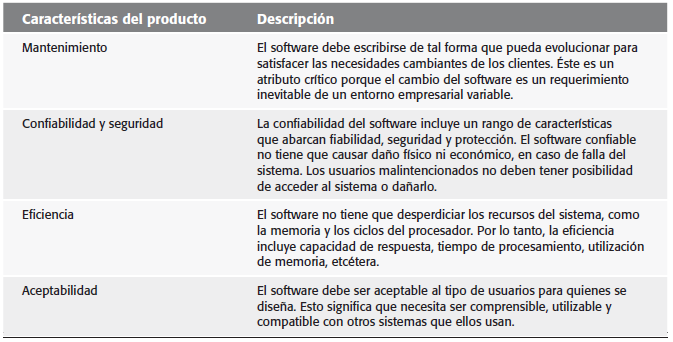 Características del producto Descripción
Mantenimiento El software debe escribirse de tal forma que pueda evolucionar para
satisfacer las necesidades cambiantes de los clientes. Éste es un
atributo crítico porque el cambio del software es un requerimiento
inevitable de un entorno empresarial variable.
Confiabilidad y seguridad La confiabilidad del software incluye un rango de características
que abarcan fiabilidad, seguridad y protección. El software confiable
no tiene que causar daño físico ni económico, en caso de falla del
sistema. Los usuarios malintencionados no deben tener posibilidad
de acceder al sistema o dañarlo.
Eficiencia El software no tiene que desperdiciar los recursos del sistema, como
la memoria y los ciclos del procesador. Por lo tanto, la eficiencia
incluye capacidad de respuesta, tiempo de procesamiento, utilización
de memoria, etcétera.
Aceptabilidad El software debe ser aceptable al tipo de usuarios para quienes se
diseña. Esto significa que necesita ser comprensible, utilizable y
compatible con otros sistemas que ellos usan.